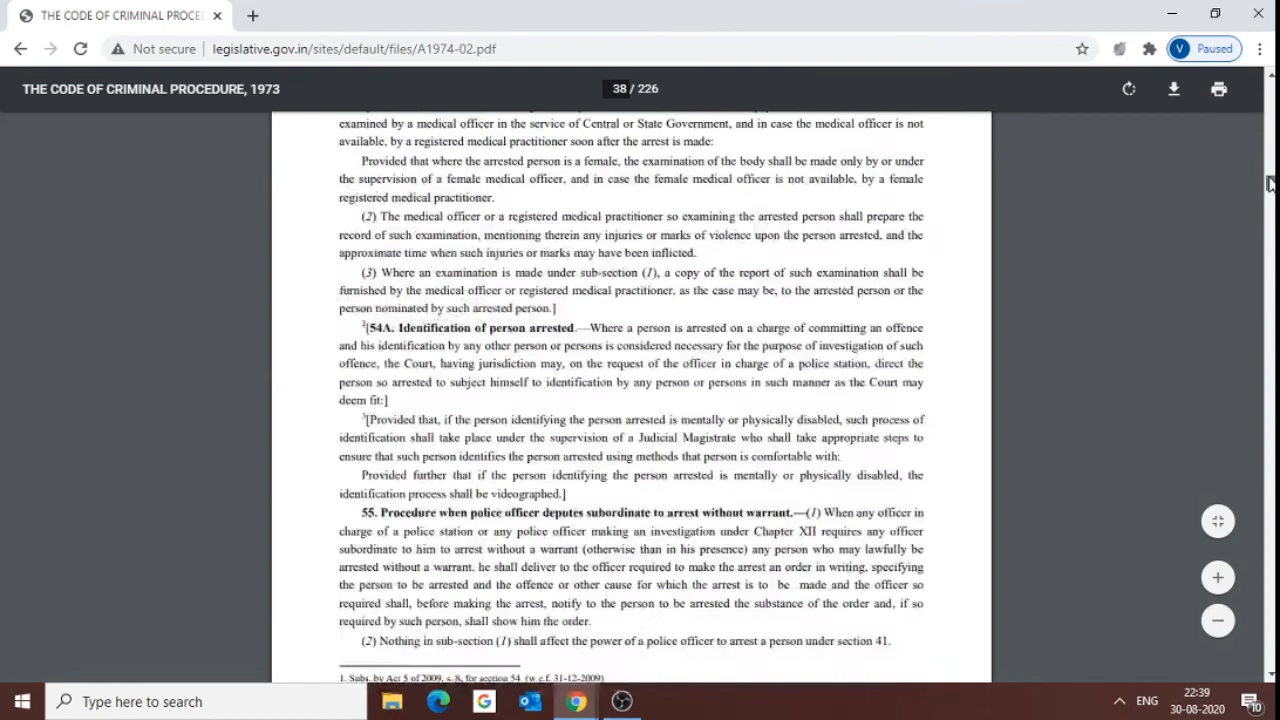 THE CODE OF CRIMINAL PROCED
Not secure
legislative.gov.in/sites/default/files/A1974-02.pdf
V
Paused
THE CODE OF CRIMINAL PROCEDURE, 1973
38 / 226
examined by a medical officer in the service of Central or State Government, and in case the medical officer is not
available, by a registered medical practitioner soon after the arrest is made:
Provided that where the arrested person is a female, the examination of the body shall be made only by or under
the supervision of a female medical officer, and in case the female medical officer is not available, by a female
registered medical practitioner.
(2) The medical officer or a registered medical practitioner so examining the arrested person shall prepare the
record of such examination, mentioning therein any injuries or marks of violence upon the person arrested, and the
approximate time when such injuries or marks may have been inflicted.
(3) Where an examination is made under sub-section (1), a copy of the report of such examination shall be
furnished by the medical officer or registered medical practitioner, as the case may be, to the arrested person or the
person nominated by such arrested person.]
2[54A. Identification of person arrested.—Where a person is arrested on a charge of committing an offence
and his identification by any other person or persons is considered necessary for the purpose of investigation of such
offence, the Court, having jurisdiction may, on the request of the officer in charge of a police station, direct the
person so arrested to subject himself to identification by any person or persons in such manner as the Court may
deem fit:]
3[Provided that, if the person identifying the person arrested is mentally or physically disabled, such process of
identification shall take place under the supervision of a Judicial Magistrate who shall take appropriate steps to
ensure that such person identifies the person arrested using methods that person is comfortable with:
Provided further that if the person identifying the person arrested is mentally or physically disabled, the
identification process shall be videographed.]
55. Procedure when police officer deputes subordinate to arrest without warrant.—(1) When any officer in
charge of a police station or any police officer making an investigation under Chapter XII requires any officer
subordinate to him to arrest without a warrant (otherwise than in his presence) any person who may lawfully be
arrested without a warrant, he shall deliver to the officer required to make the arrest an order in writing, specifying
the person to be arrested and the offence or other cause for which the arrest is to be made and the officer so
required shall, before making the arrest, notify to the person to be arrested the substance of the order and, if so
required by such person, shall show him the order.
(2) Nothing in sub-section (1) shall affect the power of a police officer to arrest a person under section 41.
1. Subs. by Act 5 of 2009, s. 8, for section 54 (w.e.f. 31-12-2009)
Type here to search
ENG
22:39
30-08-2020
10